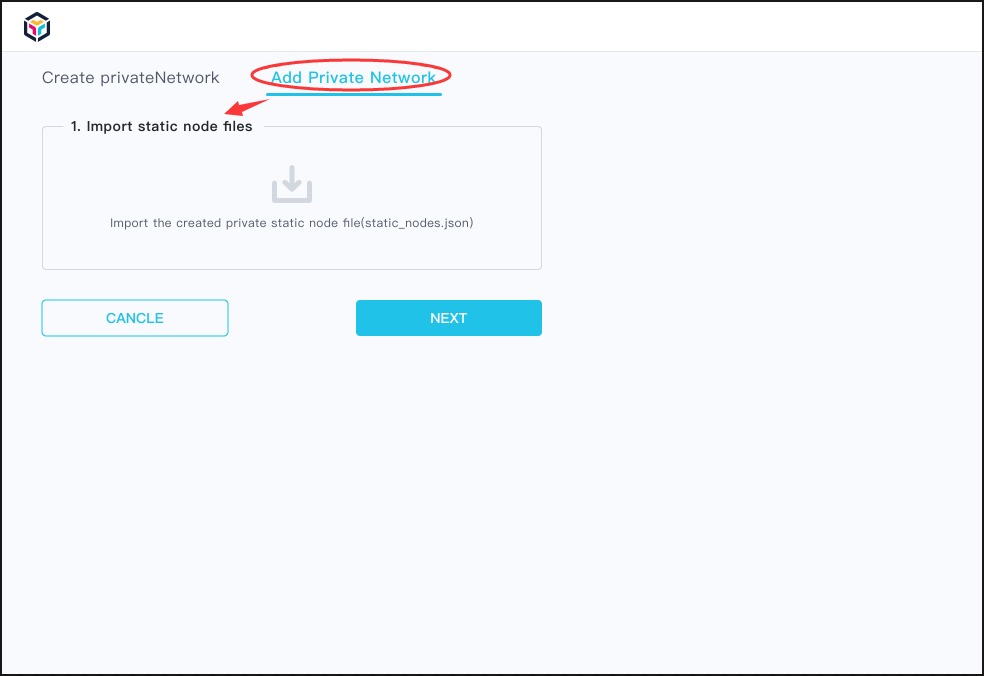 Create privateNetwork
Add Private Network
1. Import static node files
Import the created private static node file(static_nodes.json)
CANCLE
NEXT